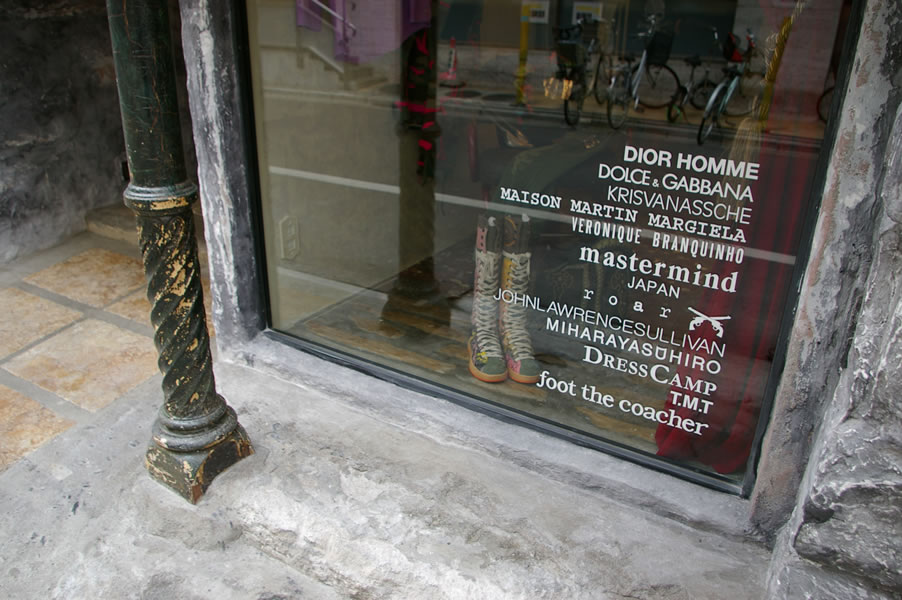 DIOR HOMME
DOLCE & GABBANA
KRISVANASSCHE
MAISON MARTIN MARGIELA
VERONIQUE BRANQUINHO
mastermind
JAPAN
roar
JOHNLAWRENCESULLIVAN
MIHARAYASUHIRO
DRESSCAMP
T.M.T
foot the coacher